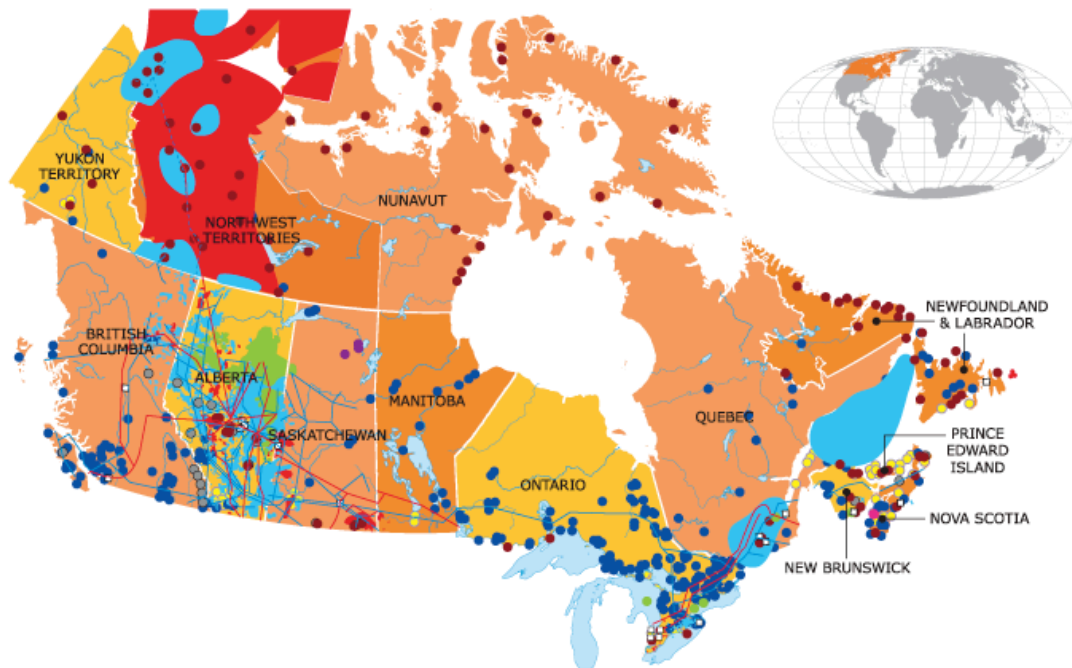 YUKON
TERRITORY
NUNAVUT
NORTHWEST
TERRITORIES
NEWFOUNDLAND
& LABRADOR
BRITISH
COLUMBIA
ALBERTA
MANITOBA
QUEBEC
SASKATCHEWAN
PRINCE
EDWARD
ISLAND
ONTARIO
NOVA SCOTIA
NEW BRUNSWICK